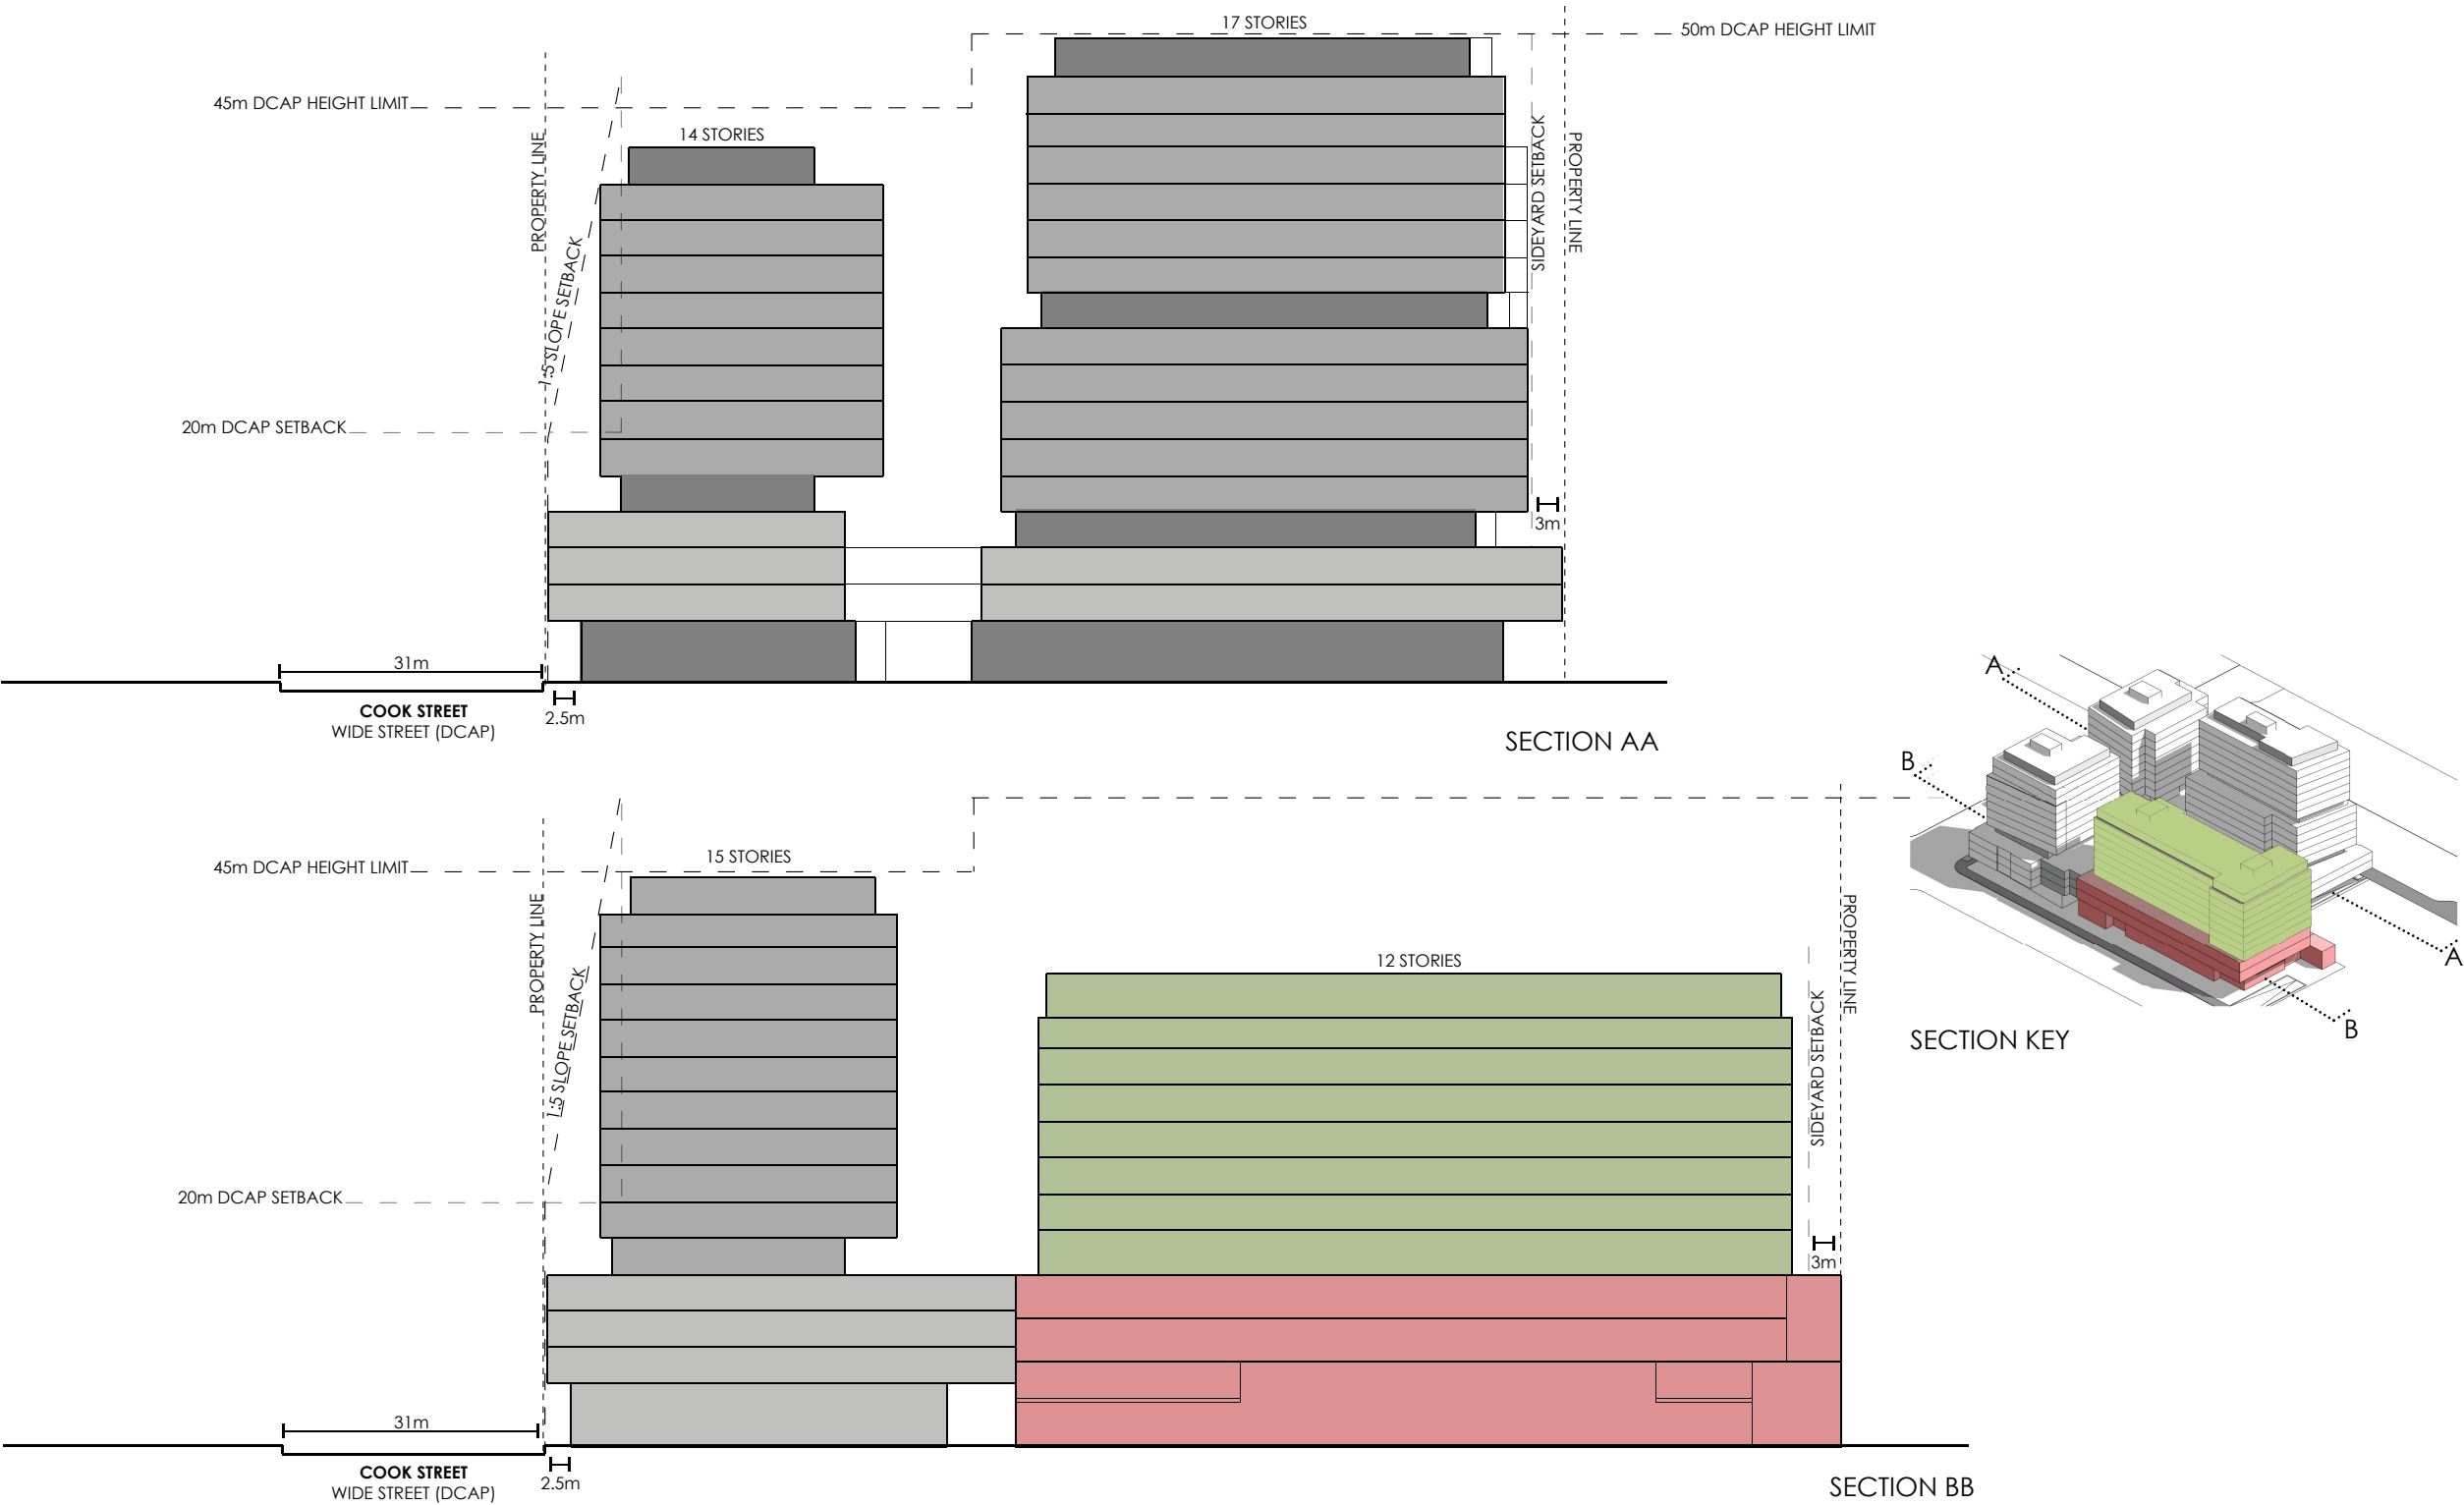 17 STORIES
50m DCAP HEIGHT LIMIT
45m DCAP HEIGHT LIMIT
14 STORIES
PROPERTY LINE
1:5 SLOPE SETBACK
SIDEYARD SETBACK
PROPERTY LINE
20m DCAP SETBACK
3m
31m
COOK STREET
WIDE STREET (DCAP)
2.5m
SECTION AA
A
B
A
B
SECTION KEY
45m DCAP HEIGHT LIMIT
15 STORIES
PROPERTY LINE
1:5 SLOPE SETBACK
12 STORIES
SIDEYARD SETBACK
PROPERTY LINE
20m DCAP SETBACK
3m
31m
COOK STREET
WIDE STREET (DCAP)
2.5m
SECTION BB